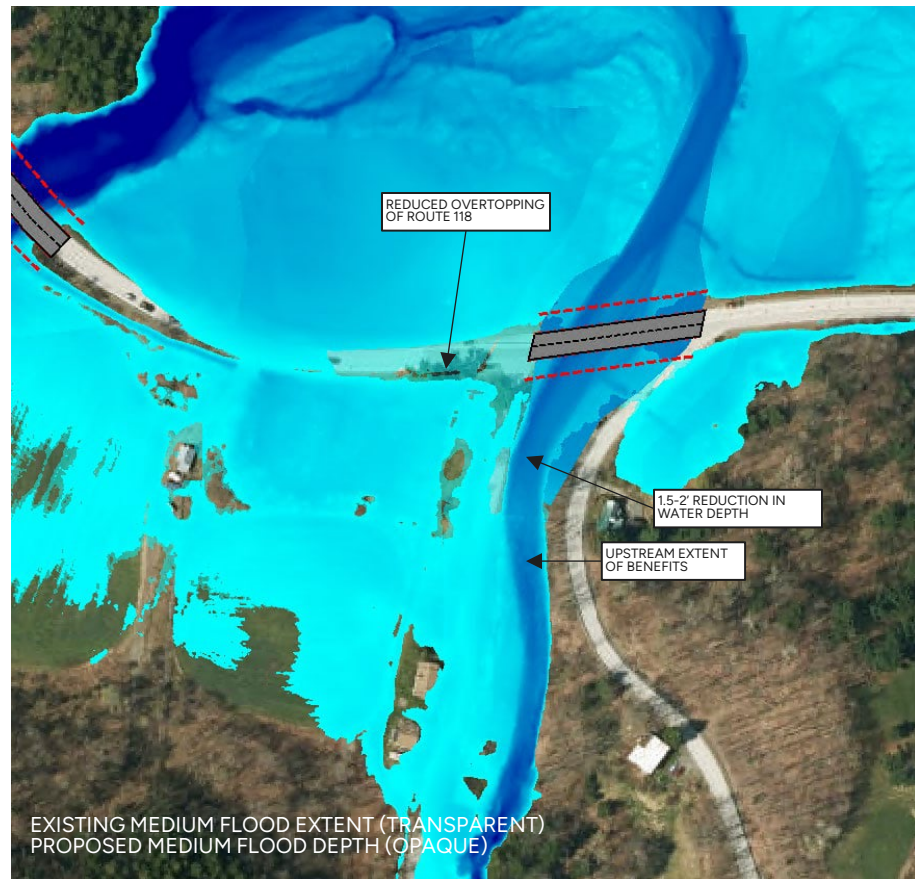 REDUCED OVERTOPPING
OF ROUTE 118
1.5-2' REDUCTION IN
WATER DEPTH
UPSTREAM EXTENT
OF BENEFITS
EXISTING MEDIUM FLOOD EXTENT (TRANSPARENT)
PROPOSED MEDIUM FLOOD DEPTH (OPAQUE)